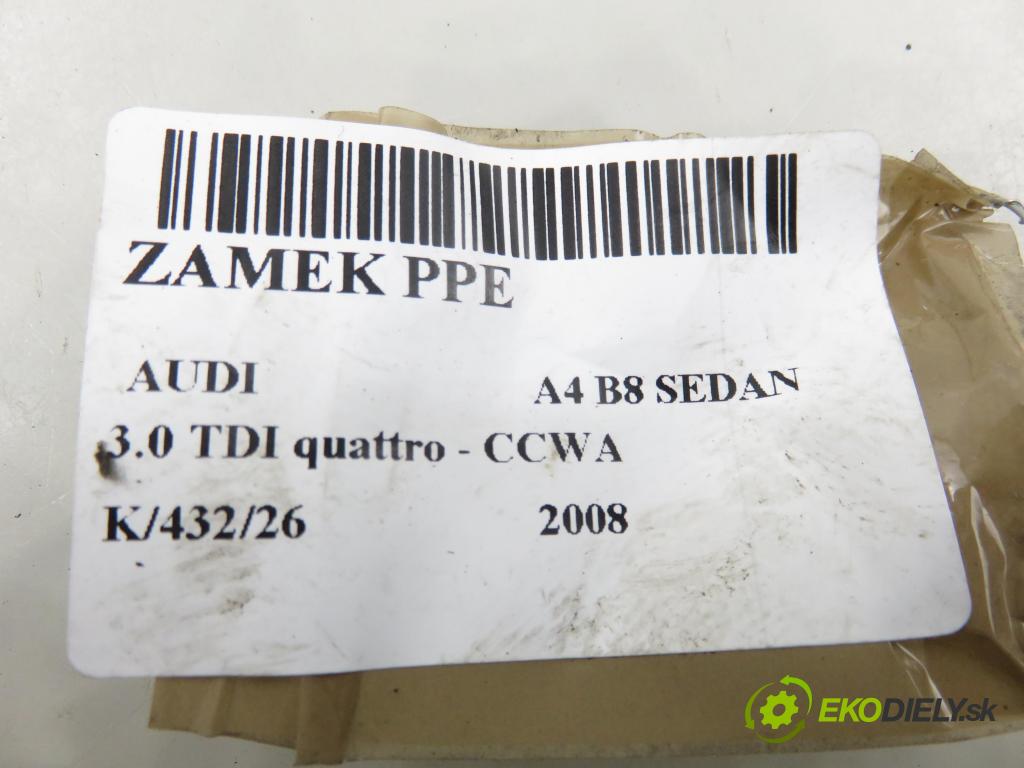 ZAMEK PPE
AUDI A4 B8 SEDAN
3.0 TDI quattro - CCWA
K/432/26 2008
EKODIELY.sk